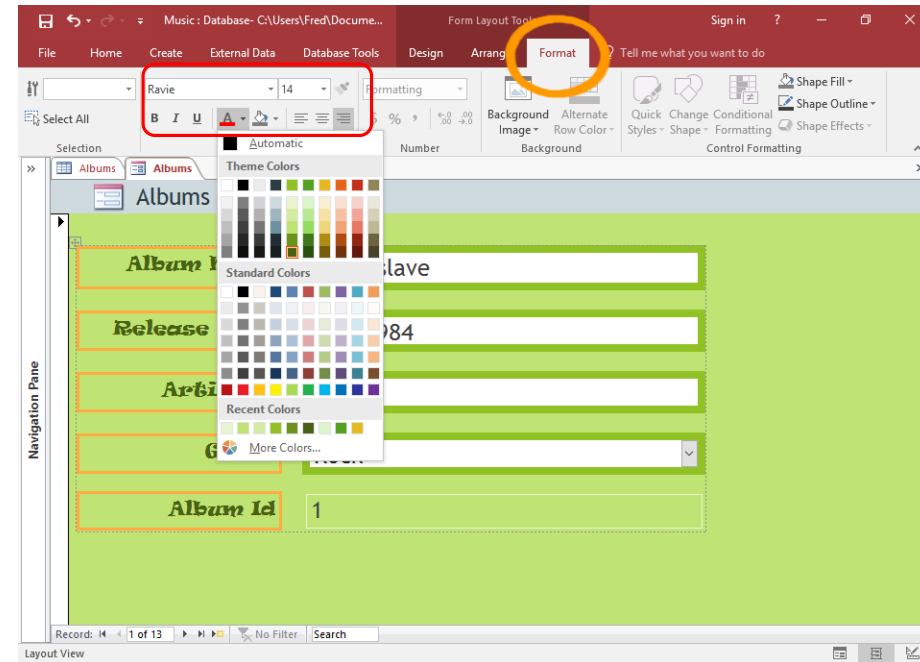 Music : Database- C:\Users\Fred\Docume... Form Layout Tools Sign in ?
File Home Create External Data Database Tools Design Arrange Format Tell me what you want to do
Ravie 14 Formatting
Select All B I U A $ % , .00 .00
Background Image Alternate Row Color
Quick Styles Change Shape Conditional Formatting
Shape Fill
Shape Outline
Shape Effects
Selection Number Background Control Formatting
Albums Albums
Albums
Automatic
Theme Colors
Standard Colors
Recent Colors
More Colors...
Album
slave
Release
984
Rock
Album Id 1
Navigation Pane
Record: 1 of 13 No Filter Search
Layout View